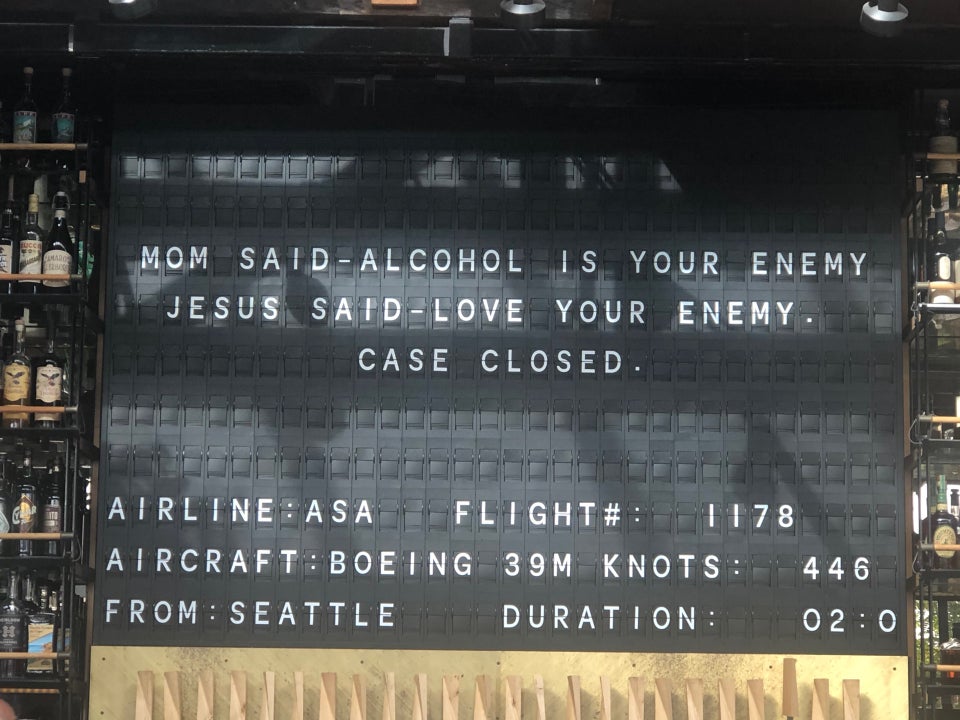 MOM SAID-ALCOHOL IS YOUR ENEMY
JESUS SAID-LOVE YOUR ENEMY.
CASE CLOSED.
AIRLINE:ASA FLIGHT#: 1178
AIRCRAFT:BOEING 39M KNOTS: 446
FROM:SEATTLE DURATION: 02:0